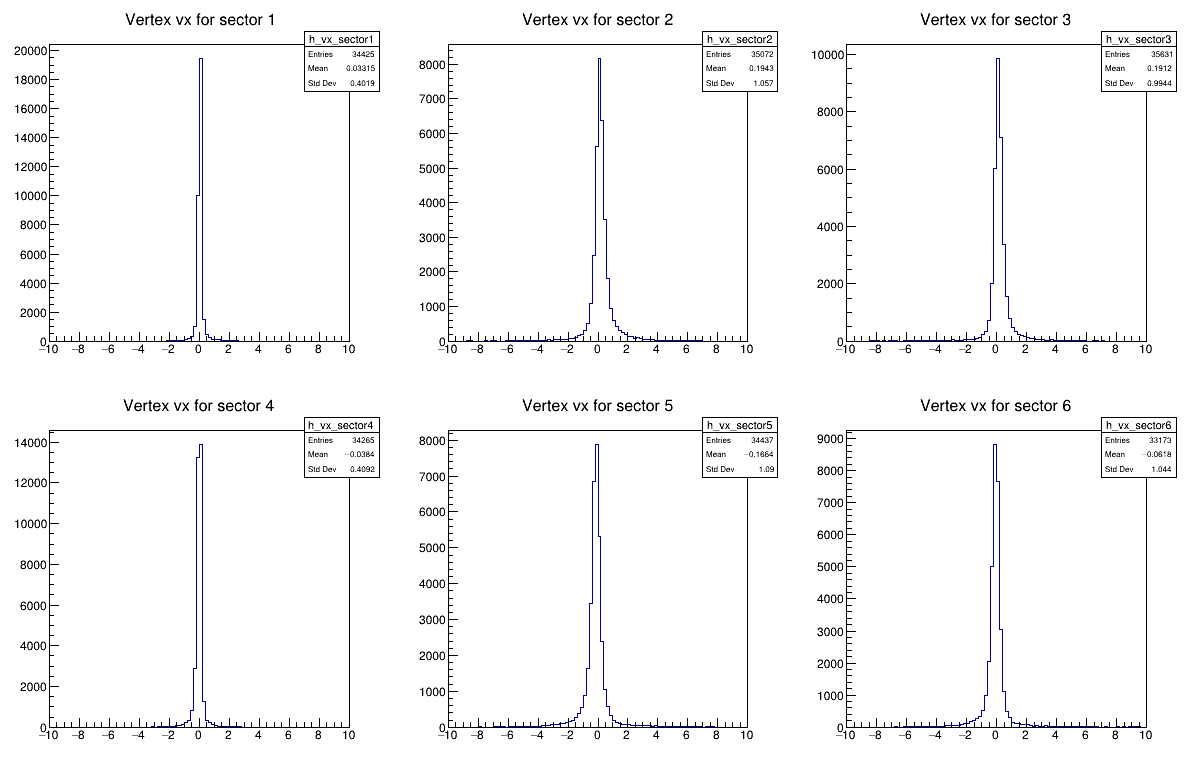 Vertex vx for sector 1
h_vx_sector1
Entries 34425
Mean 0.03315
Std Dev 0.4019
20000
18000
16000
14000
12000
10000
8000
6000
4000
2000
0
−10 −8 −6 −4 −2 0 2 4 6 8 10
Vertex vx for sector 2
h_vx_sector2
Entries 35072
Mean 0.1943
Std Dev 1.057
8000
7000
6000
5000
4000
3000
2000
1000
0
−10 −8 −6 −4 −2 0 2 4 6 8 10
Vertex vx for sector 3
h_vx_sector3
Entries 35631
Mean 0.1912
Std Dev 0.9944
10000
8000
6000
4000
2000
0
−10 −8 −6 −4 −2 0 2 4 6 8 10
Vertex vx for sector 4
h_vx_sector4
Entries 34265
Mean −0.0384
Std Dev 0.4092
14000
12000
10000
8000
6000
4000
2000
0
−10 −8 −6 −4 −2 0 2 4 6 8 10
Vertex vx for sector 5
h_vx_sector5
Entries 34437
Mean −0.1664
Std Dev 1.09
8000
7000
6000
5000
4000
3000
2000
1000
0
−10 −8 −6 −4 −2 0 2 4 6 8 10
Vertex vx for sector 6
h_vx_sector6
Entries 33173
Mean −0.0618
Std Dev 1.044
9000
8000
7000
6000
5000
4000
3000
2000
1000
0
−10 −8 −6 −4 −2 0 2 4 6 8 10